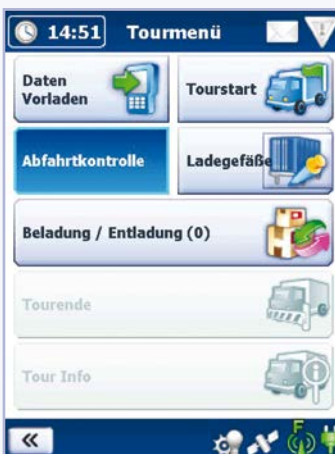 14:51 Tourmenü
Daten
Vorladen
Tourstart
Abfahrtkontrolle
Ladegefäße
Beladung / Entladung (0)
Tourende
Tour Info
«
F